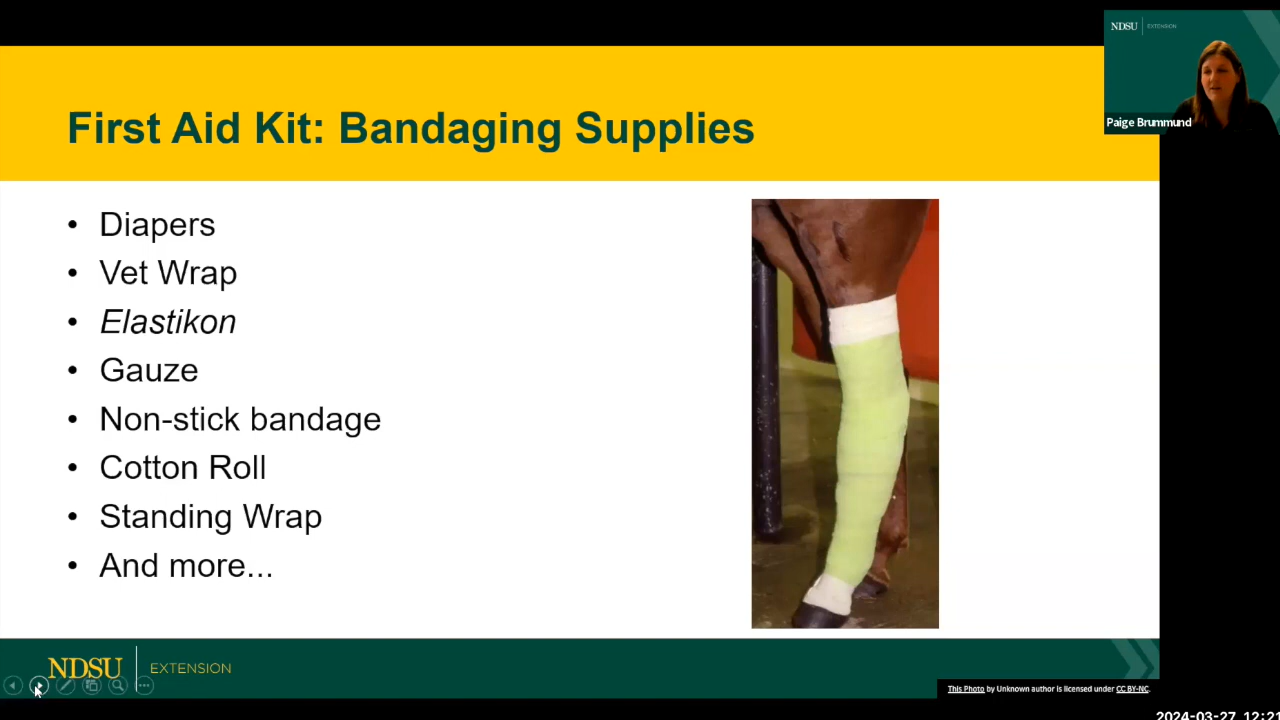 NDSU EXTENSION
Paige Brummund
First Aid Kit: Bandaging Supplies
• Diapers
• Vet Wrap
• Elastikon
• Gauze
• Non-stick bandage
• Cotton Roll
• Standing Wrap
• And more...
NDSU EXTENSION
This Photo by Unknown author is licensed under CC BY-NC.
2024-03-27 12:21